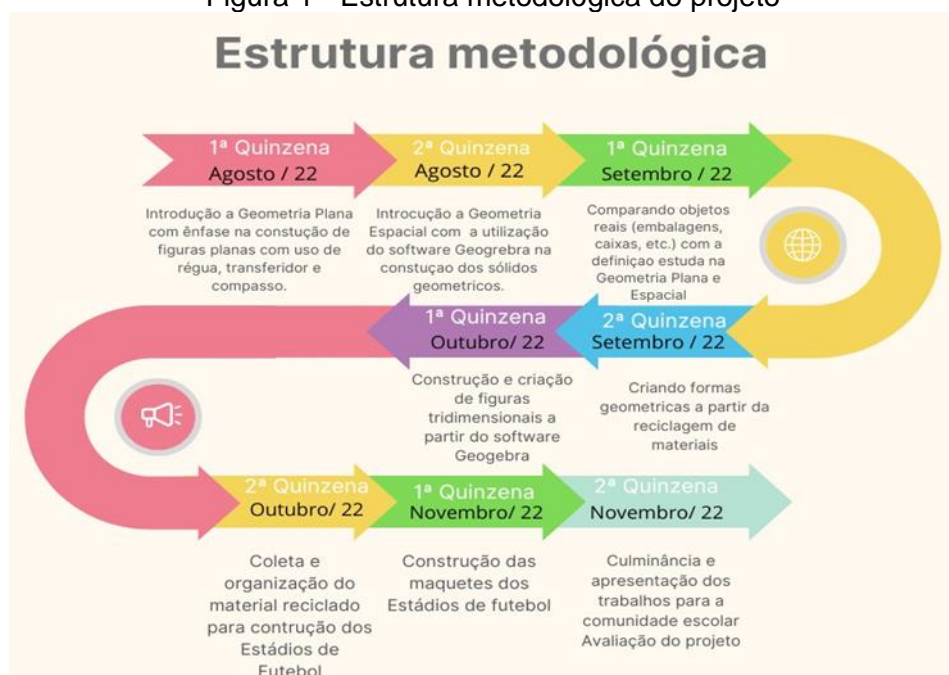 Figura 1 - Estrutura metodológica do projeto
Estrutura metodológica
1ª Quinzena
Agosto / 22
Introdução a Geometria Plana
com ênfase na constução de
figuras planas com uso de
régua, transferidor e
compasso.
2ª Quinzena
Agosto / 22
Introcução a Geometria
Espacial com a utilização
do software Geogrebra na
constuçao dos sólidos
geometricos.
1ª Quinzena
Setembro / 22
Comparando objetos
reais (embalagens,
caixas, etc.) com a
definiçao estuda na
Geometria Plana e
Espacial
2ª Quinzena
Setembro / 22
Criando formas
geometricas a partir da
reciclagem de
materiais
1ª Quinzena
Outubro/ 22
Construção e criação
de figuras
tridimensionais a
partir do software
Geogebra
2ª Quinzena
Outubro/ 22
Coleta e
organização do
material reciclado
para contrução dos
Estádios de
Futebol
1ª Quinzena
Novembro/ 22
Construção das
maquetes dos
Estádios de futebol
2ª Quinzena
Novembro/ 22
Culminância e
apresentação dos
trabalhos para a
comunidade escolar
Avaliação do projeto